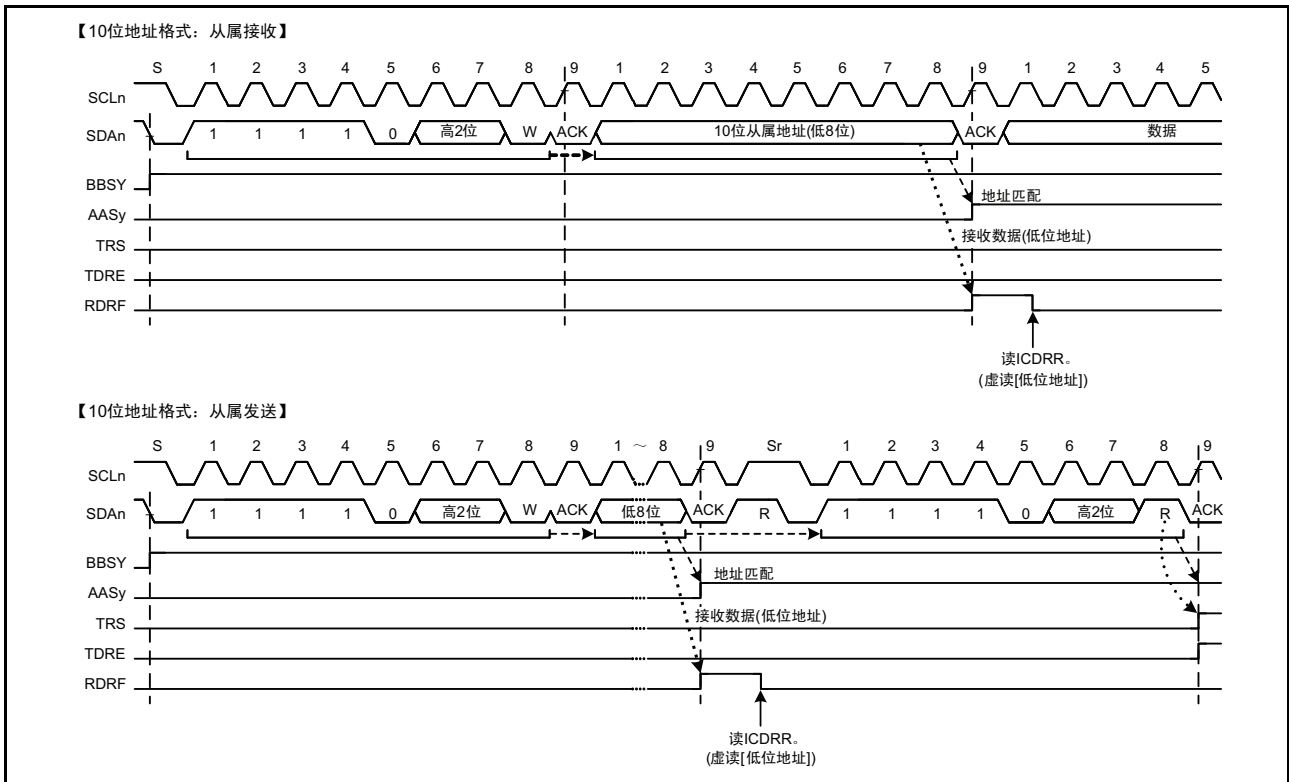 【10位地址格式：从属接收】
S 1 2 3 4 5 6 7 8 9 1 2 3 4 5 6 7 8 9 1 2 3 4 5
SCLn
SDAn 1 1 1 1 0 高2位 W ACK 10位从属地址(低8位) ACK 数据
BBSY
地址匹配
AASy
接收数据(低位地址)
TRS
TDRE
RDRF
读ICDRR。
(虚读[低位地址])
【10位地址格式：从属发送】
S 1 2 3 4 5 6 7 8 9 1 ～ 8 9 Sr 1 2 3 4 5 6 7 8 9
SCLn
SDAn 1 1 1 1 0 高2位 W ACK 低8位 ACK R 1 1 1 1 0 高2位 R ACK
BBSY
地址匹配
AASy
接收数据(低位地址)
TRS
TDRE
RDRF
读ICDRR。
(虚读[低位地址])